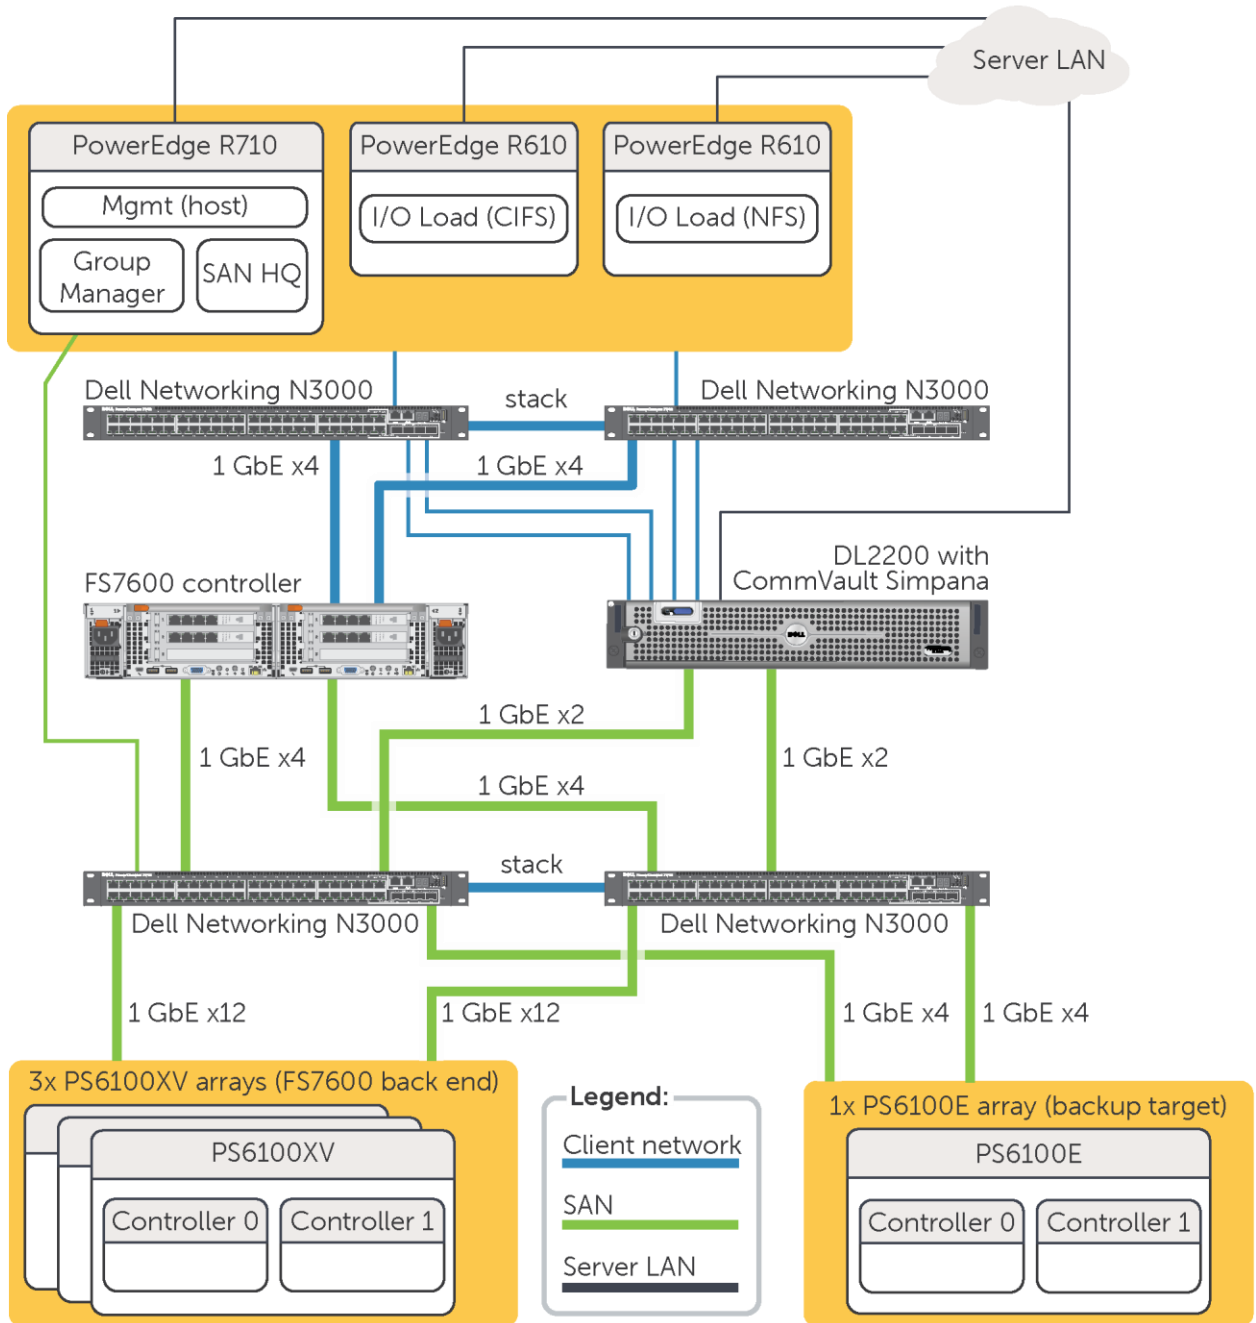 Server LAN
PowerEdge R710
PowerEdge R610
PowerEdge R610
Mgmt (host)
I/O Load (CIFS)
I/O Load (NFS)
Group
Manager
SAN HQ
Dell Networking N3000
stack
Dell Networking N3000
1 GbE x4
1 GbE x4
FS7600 controller
DL2200 with
CommVault Simpana
DELL
1 GbE x2
1 GbE x4
1 GbE x2
1 GbE x4
stack
Dell Networking N3000
Dell Networking N3000
1 GbE x12
1 GbE x12
1 GbE x4
1 GbE x4
3x PS6100XV arrays (FS7600 back end)
PS6100XV
Controller 0
Controller 1
Legend:
Client network
SAN
Server LAN
1x PS6100E array (backup target)
PS6100E
Controller 0
Controller 1